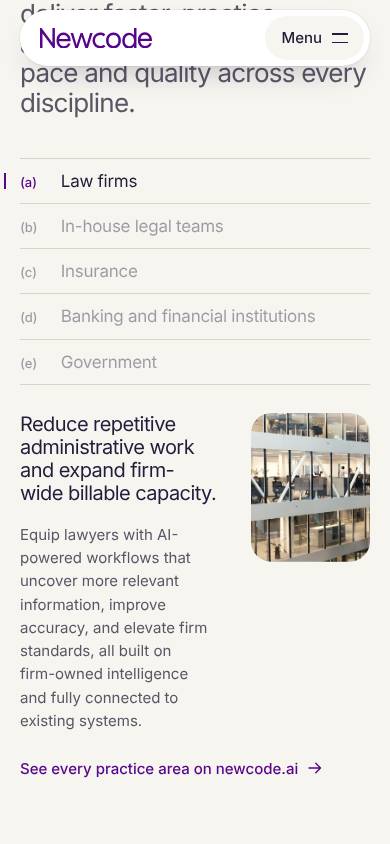 deliver faster, practice
Newcode
Menu
pace and quality across every
discipline.
(a) Law firms
(b) In-house legal teams
(c) Insurance
(d) Banking and financial institutions
(e) Government
Reduce repetitive
administrative work
and expand firm-
wide billable capacity.
Equip lawyers with AI-
powered workflows that
uncover more relevant
information, improve
accuracy, and elevate firm
standards, all built on
firm-owned intelligence
and fully connected to
existing systems.
See every practice area on newcode.ai →